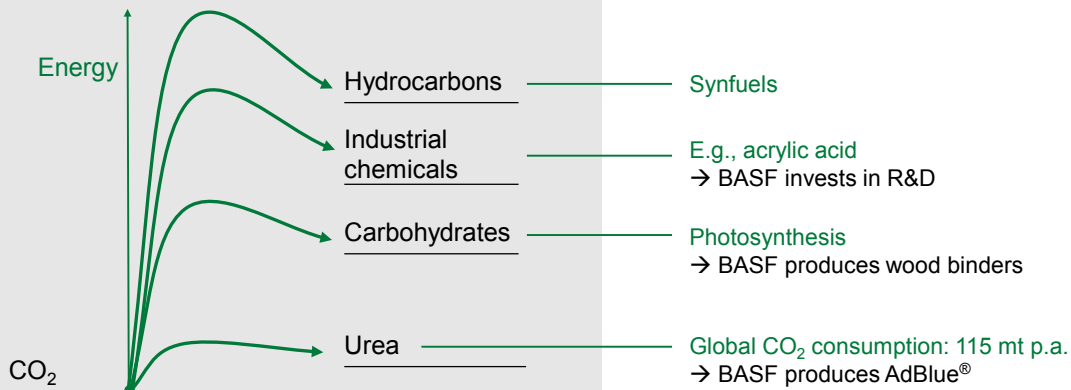 Energy
Hydrocarbons
Synfuels
Industrial
chemicals
E.g., acrylic acid
→ BASF invests in R&D
Carbohydrates
Photosynthesis
→ BASF produces wood binders
Urea
Global CO₂ consumption: 115 mt p.a.
→ BASF produces AdBlue®
CO₂